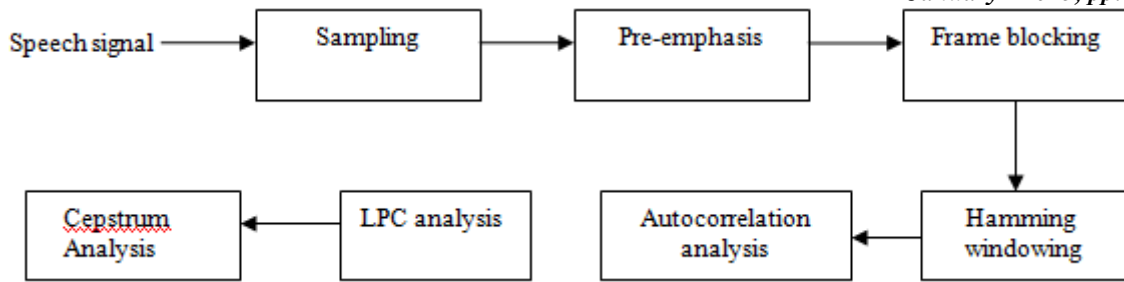 Speech signal
Sampling
Pre-emphasis
Frame blocking
Cepstrum
Analysis
LPC analysis
Autocorrelation
analysis
Hamming
windowing